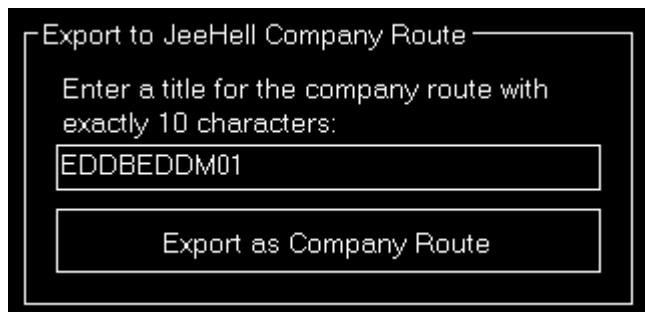 Export to JeeHell Company Route
Enter a title for the company route with
exactly 10 characters:
EDDBEDDM01
Export as Company Route